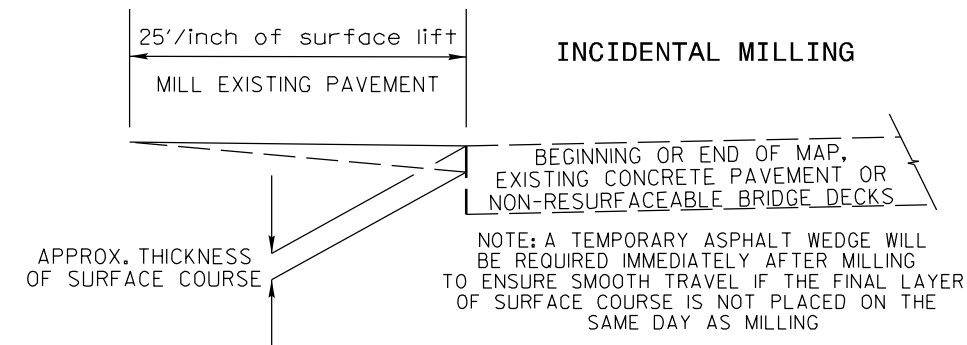 25'/inch of surface lift
MILL EXISTING PAVEMENT
INCIDENTAL MILLING
BEGINNING OR END OF MAP,
EXISTING CONCRETE PAVEMENT OR
NON-RESURFACEABLE BRIDGE DECKS
APPROX. THICKNESS
OF SURFACE COURSE
NOTE: A TEMPORARY ASPHALT WEDGE WILL
BE REQUIRED IMMEDIATELY AFTER MILLING
TO ENSURE SMOOTH TRAVEL IF THE FINAL LAYER
OF SURFACE COURSE IS NOT PLACED ON THE
SAME DAY AS MILLING